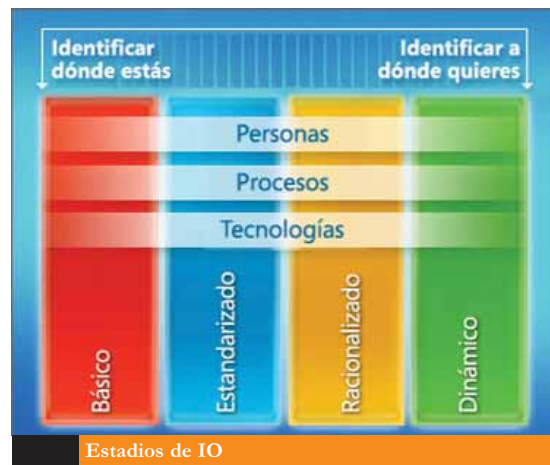 Identificar
dónde estás
Identificar a
dónde quieres
Personas
Procesos
Tecnologías
Básico
Estandarizado
Racionalizado
Dinámico
Estadios de IO